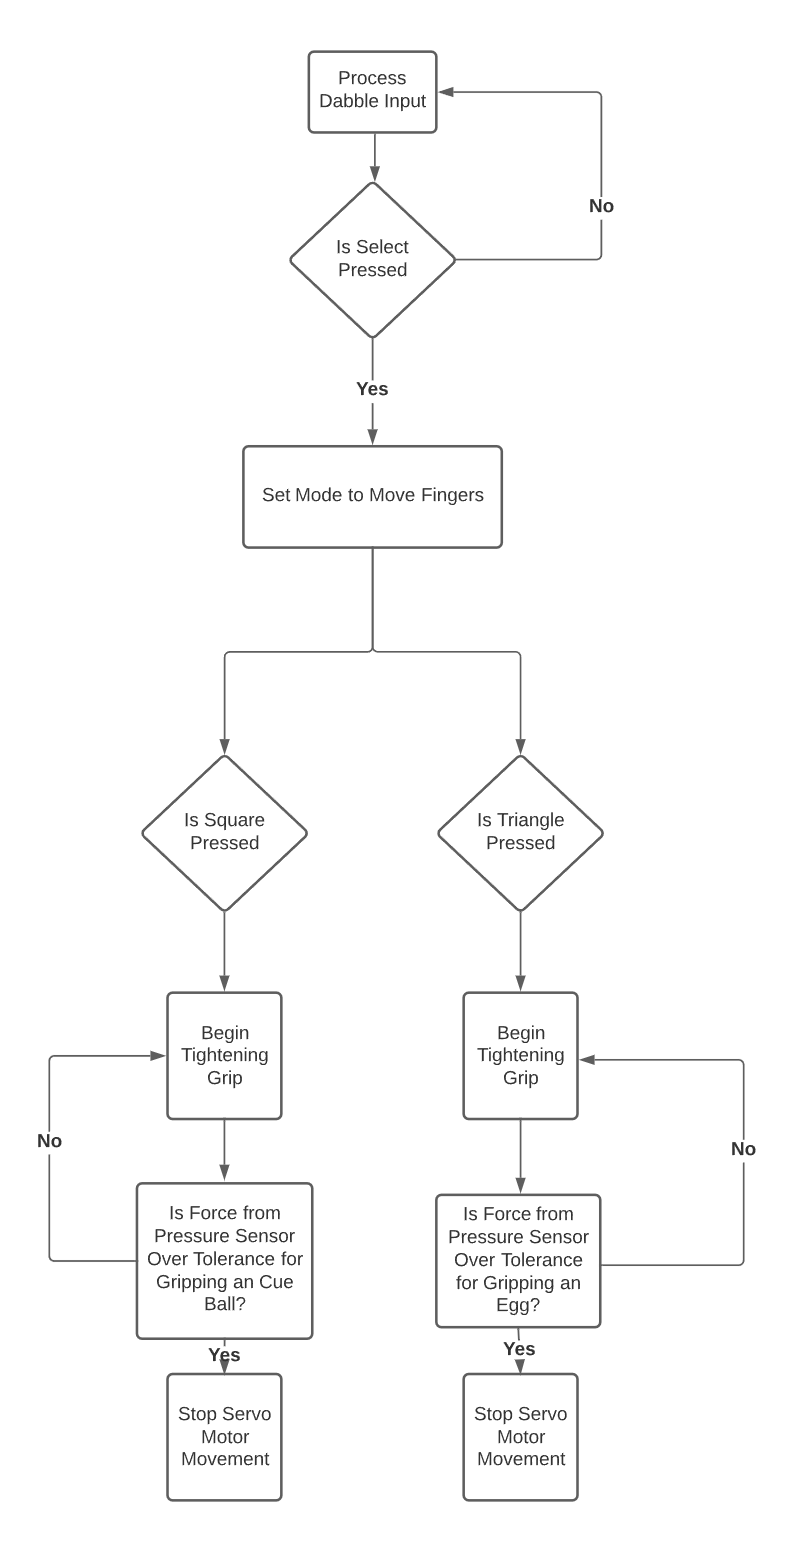 Process
Dabble Input
No
Is Select
Pressed
Yes
Set Mode to Move Fingers
Is Square
Pressed
Is Triangle
Pressed
Begin
Tightening
Grip
Begin
Tightening
Grip
No
No
Is Force from
Pressure Sensor
Over Tolerance for
Gripping an Cue
Ball?
Is Force from
Pressure Sensor
Over Tolerance
for Gripping an
Egg?
Yes
Yes
Stop Servo
Motor
Movement
Stop Servo
Motor
Movement